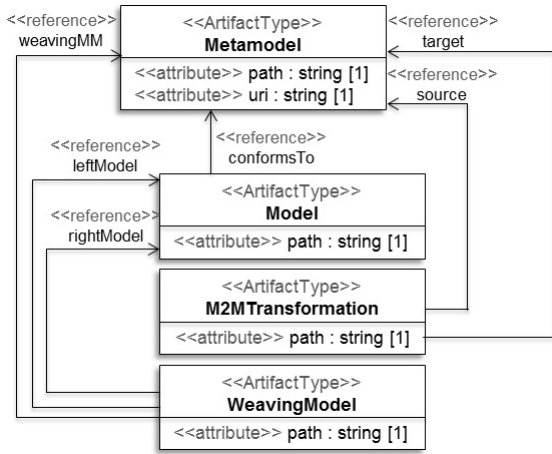 <<reference>>
weavingMM
<<ArtifactType>>
Metamodel
<<attribute>> path : string [1]
<<attribute>> uri : string [1]
<<reference>>
target
<<reference>>
source
<<reference>>
leftModel
<<reference>>
conformsTo
<<reference>>
rightModel
<<ArtifactType>>
Model
<<attribute>> path : string [1]
<<ArtifactType>>
M2MTransformation
<<attribute>> path : string [1]
<<ArtifactType>>
WeavingModel
<<attribute>> path : string [1]